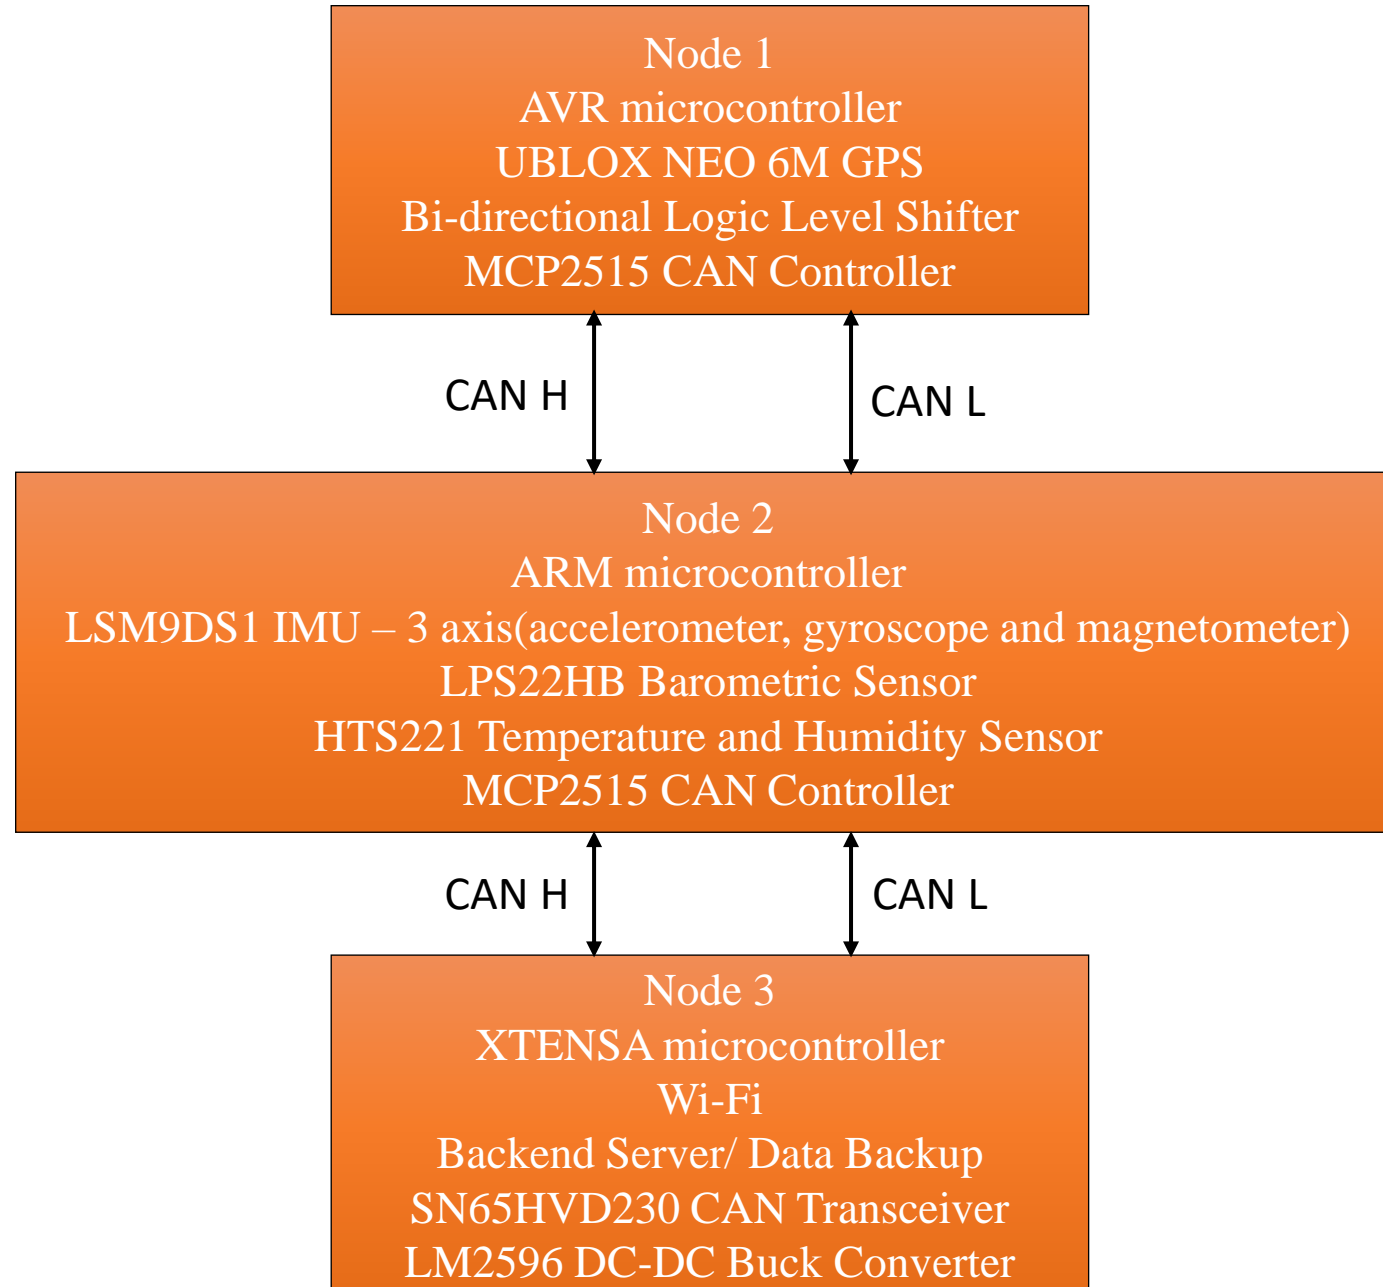 Node 1
AVR microcontroller
UBLOX NEO 6M GPS
Bi-directional Logic Level Shifter
MCP2515 CAN Controller
CAN H
CAN L
Node 2
ARM microcontroller
LSM9DS1 IMU – 3 axis(accelerometer, gyroscope and magnetometer)
LPS22HB Barometric Sensor
HTS221 Temperature and Humidity Sensor
MCP2515 CAN Controller
CAN H
CAN L
Node 3
XTENSA microcontroller
Wi-Fi
Backend Server/ Data Backup
SN65HVD230 CAN Transceiver
LM2596 DC-DC Buck Converter